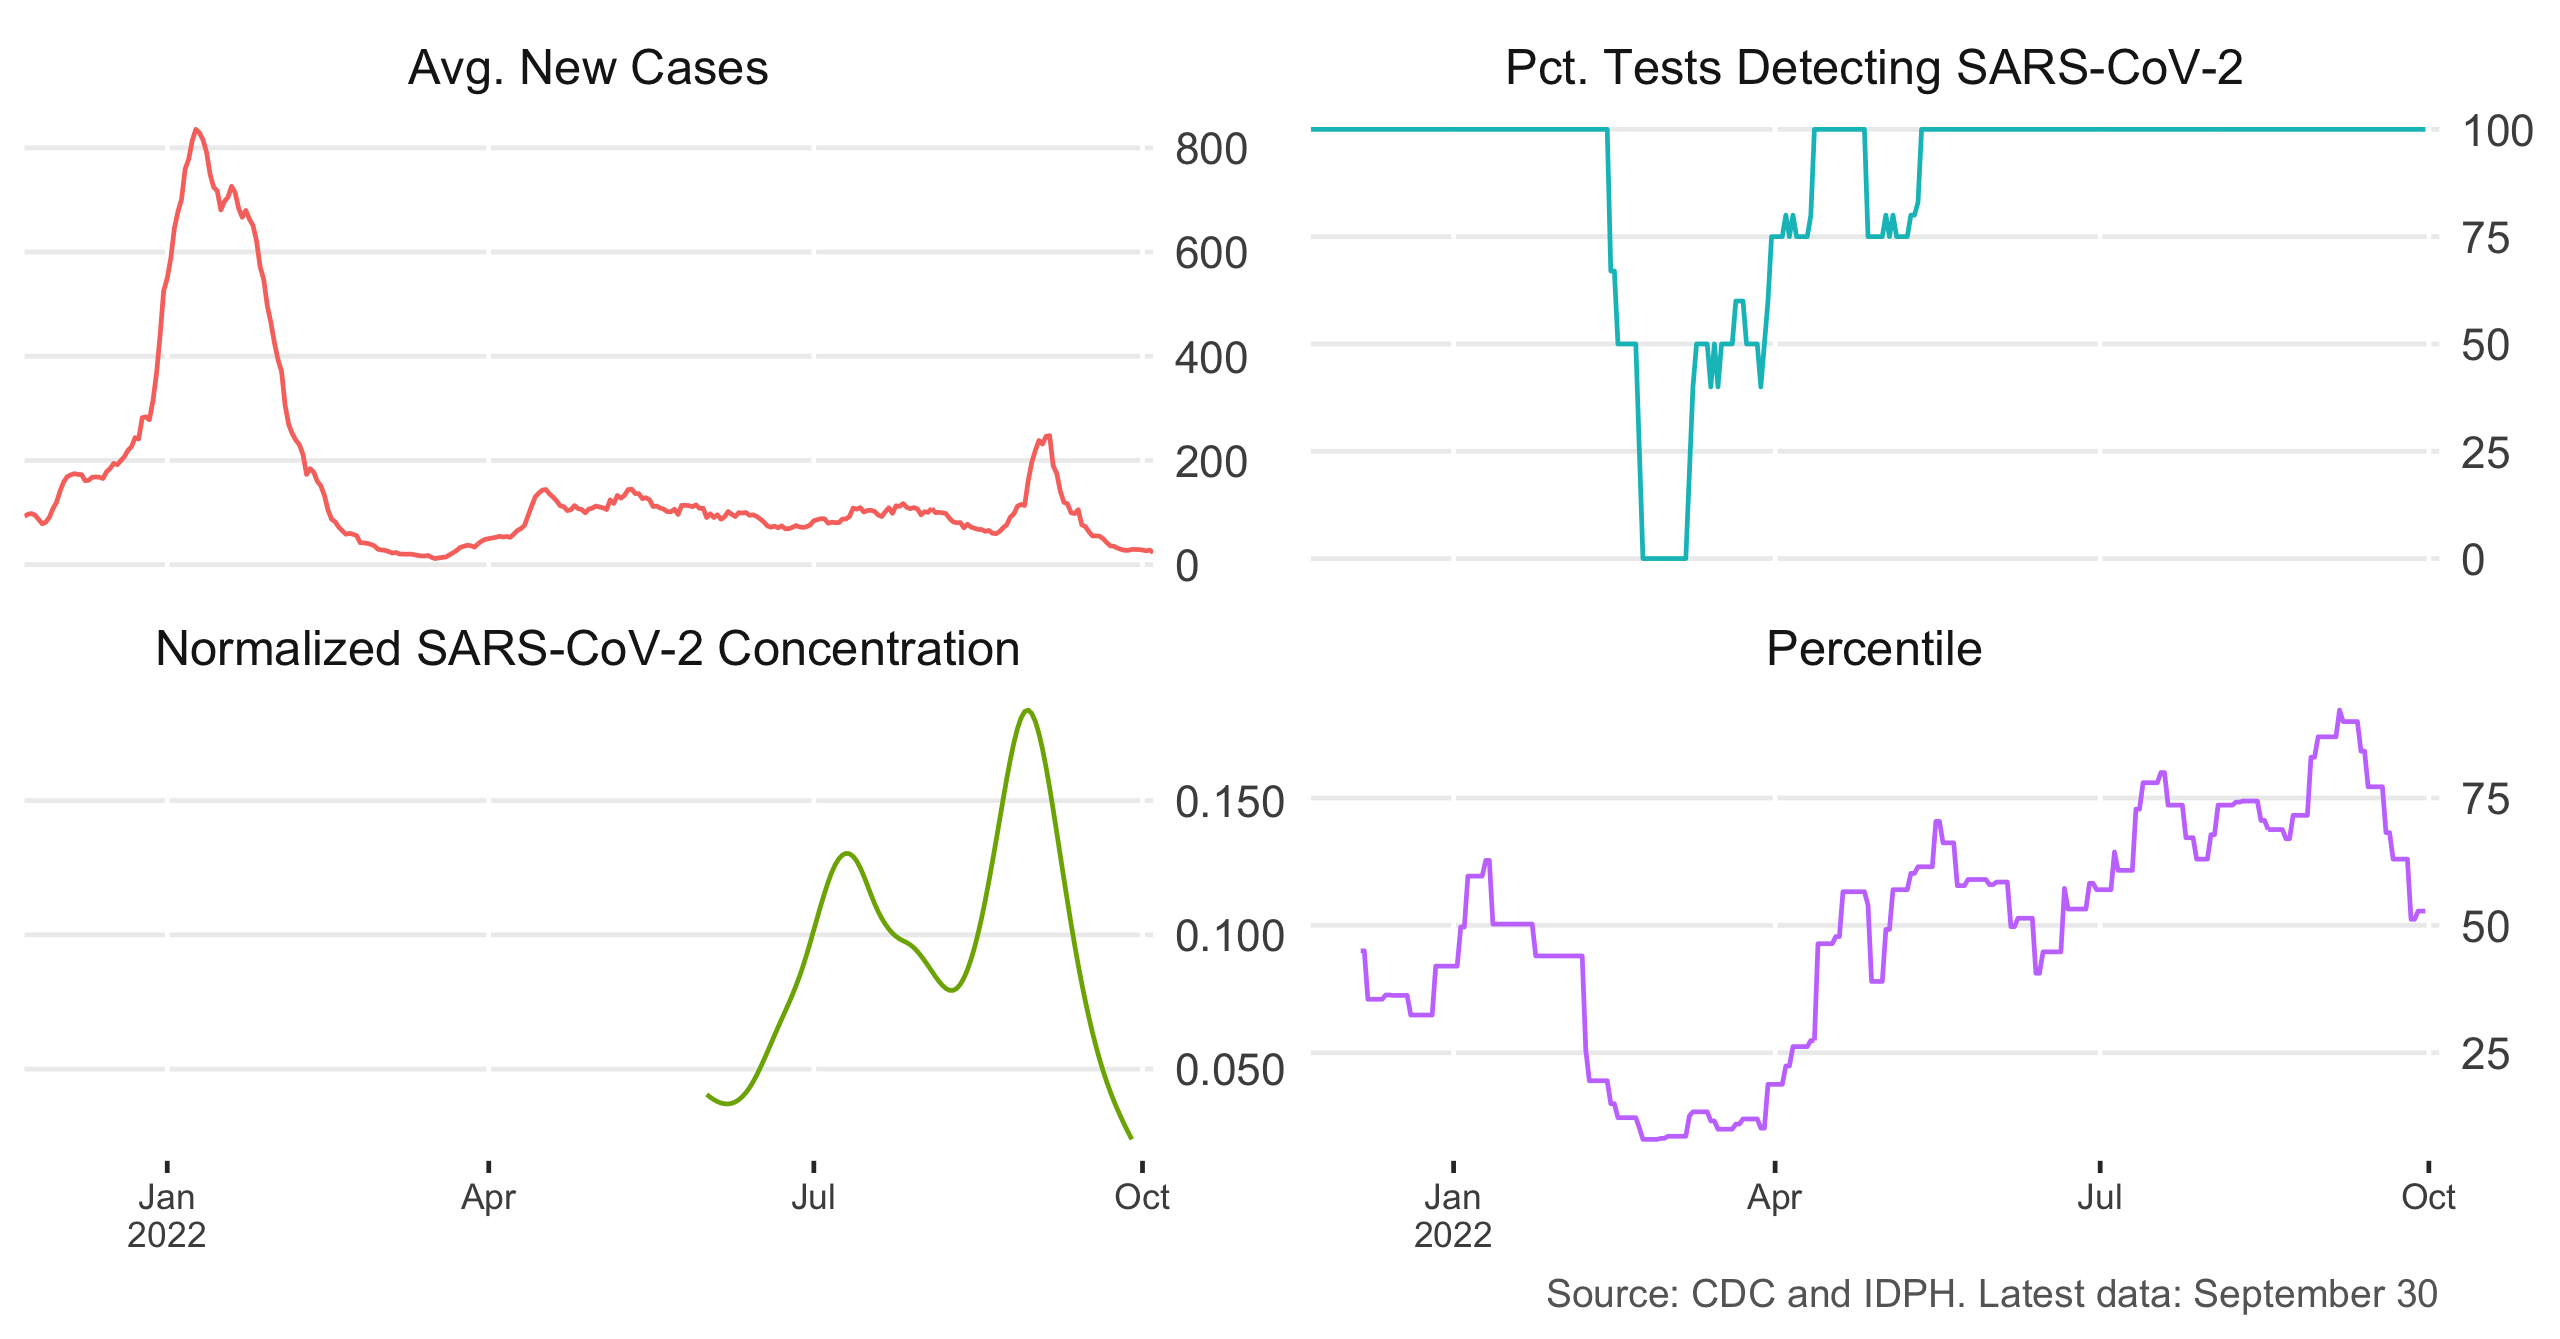 Avg. New Cases
800
600
400
200
0
Pct. Tests Detecting SARS-CoV-2
100
75
50
25
0
Normalized SARS-CoV-2 Concentration
0.150
0.100
0.050
Jan
2022
Apr
Jul
Oct
Percentile
75
50
25
Jan
2022
Apr
Jul
Oct
Source: CDC and IDPH. Latest data: September 30